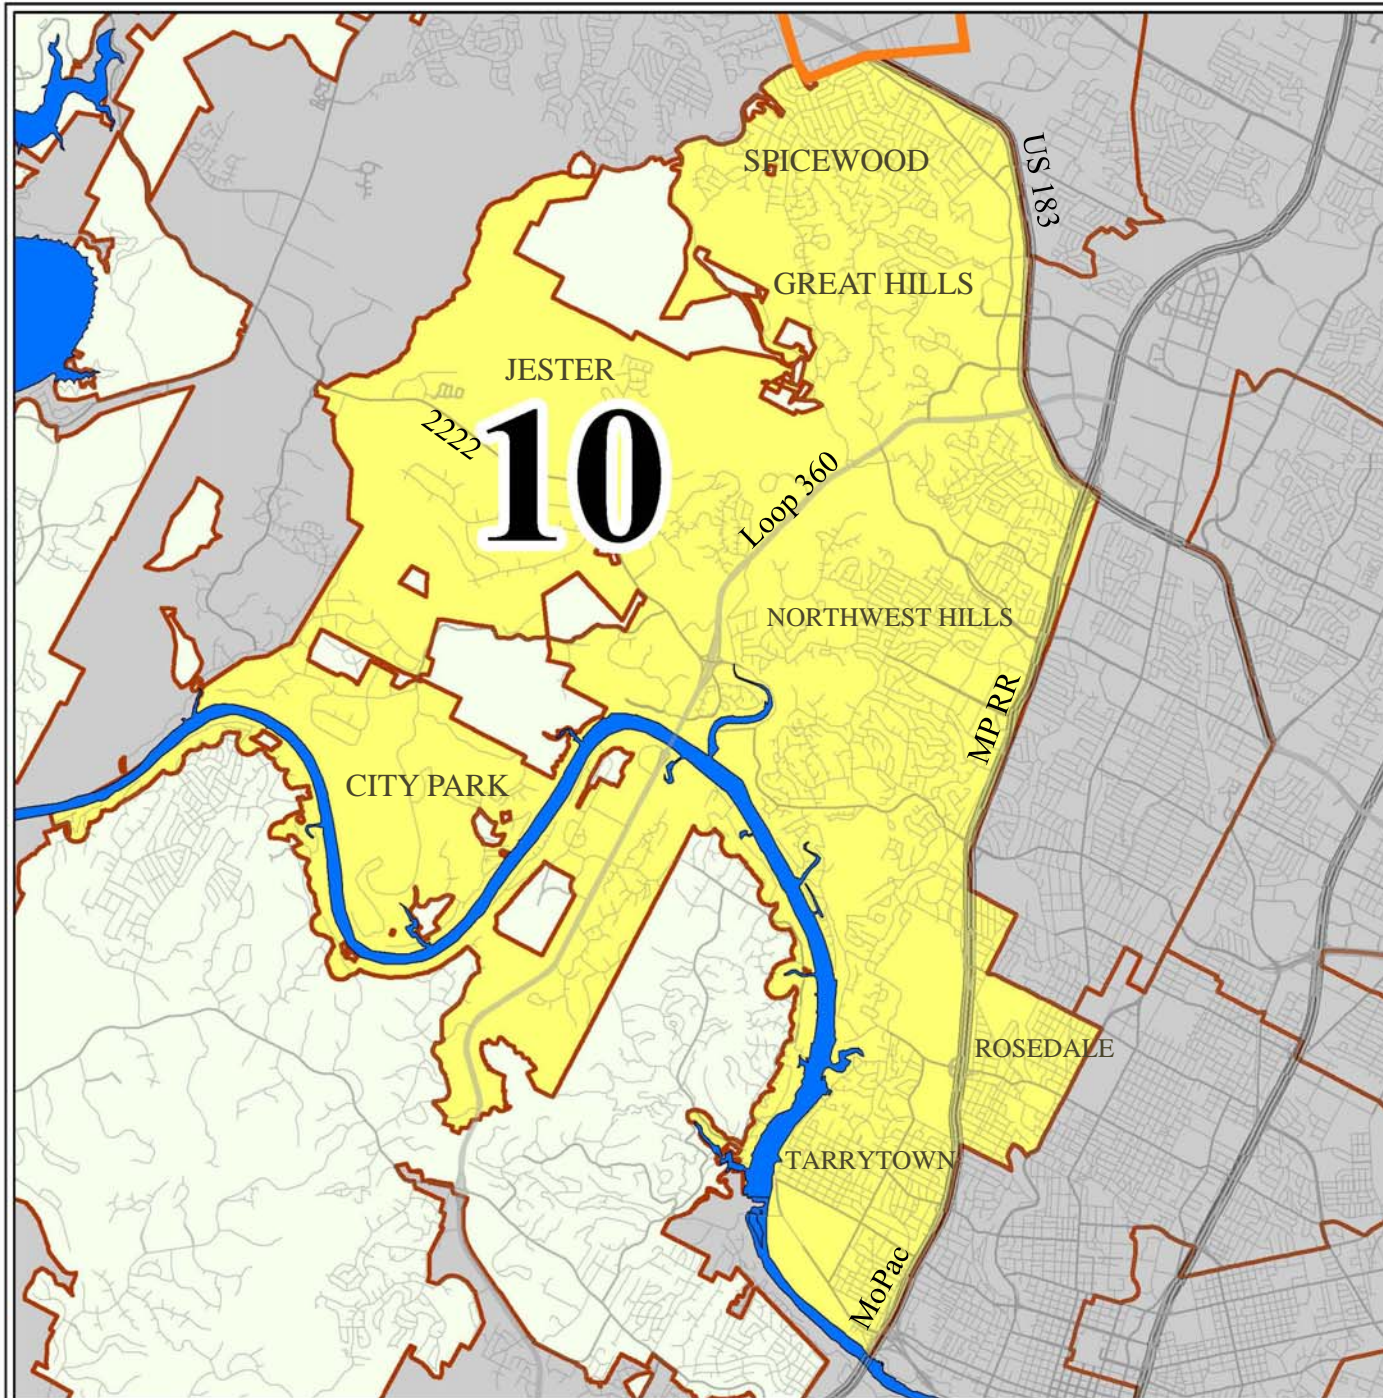 SPICEWOOD
US 183
GREAT HILLS
JESTER
2222
10
Loop 360
NORTHWEST HILLS
MP RR
CITY PARK
ROSEDALE
TARRYTOWN
MoPac